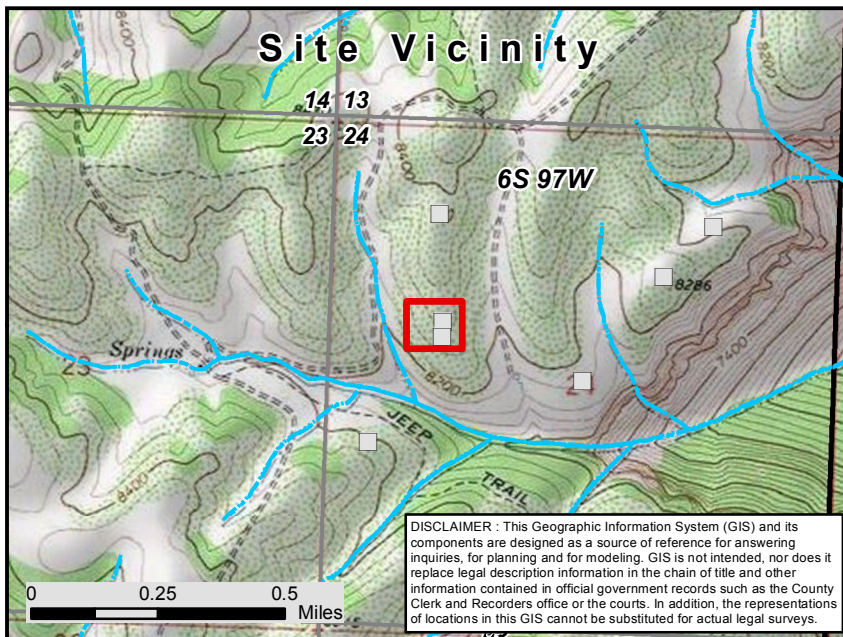 Site Vicinity
8400
8200
14 13
23 24
8400
6S 97W
8286
7400
Springs
23
8200
JEEP
TRAIL
8400
DISCLAIMER : This Geographic Information System (GIS) and its
components are designed as a source of reference for answering
inquiries, for planning and for modeling. GIS is not intended, nor does it
replace legal description information in the chain of title and other
information contained in official government records such as the County
Clerk and Recorders office or the courts. In addition, the representations
of locations in this GIS cannot be substituted for actual legal surveys.
0 0.25 0.5
Miles